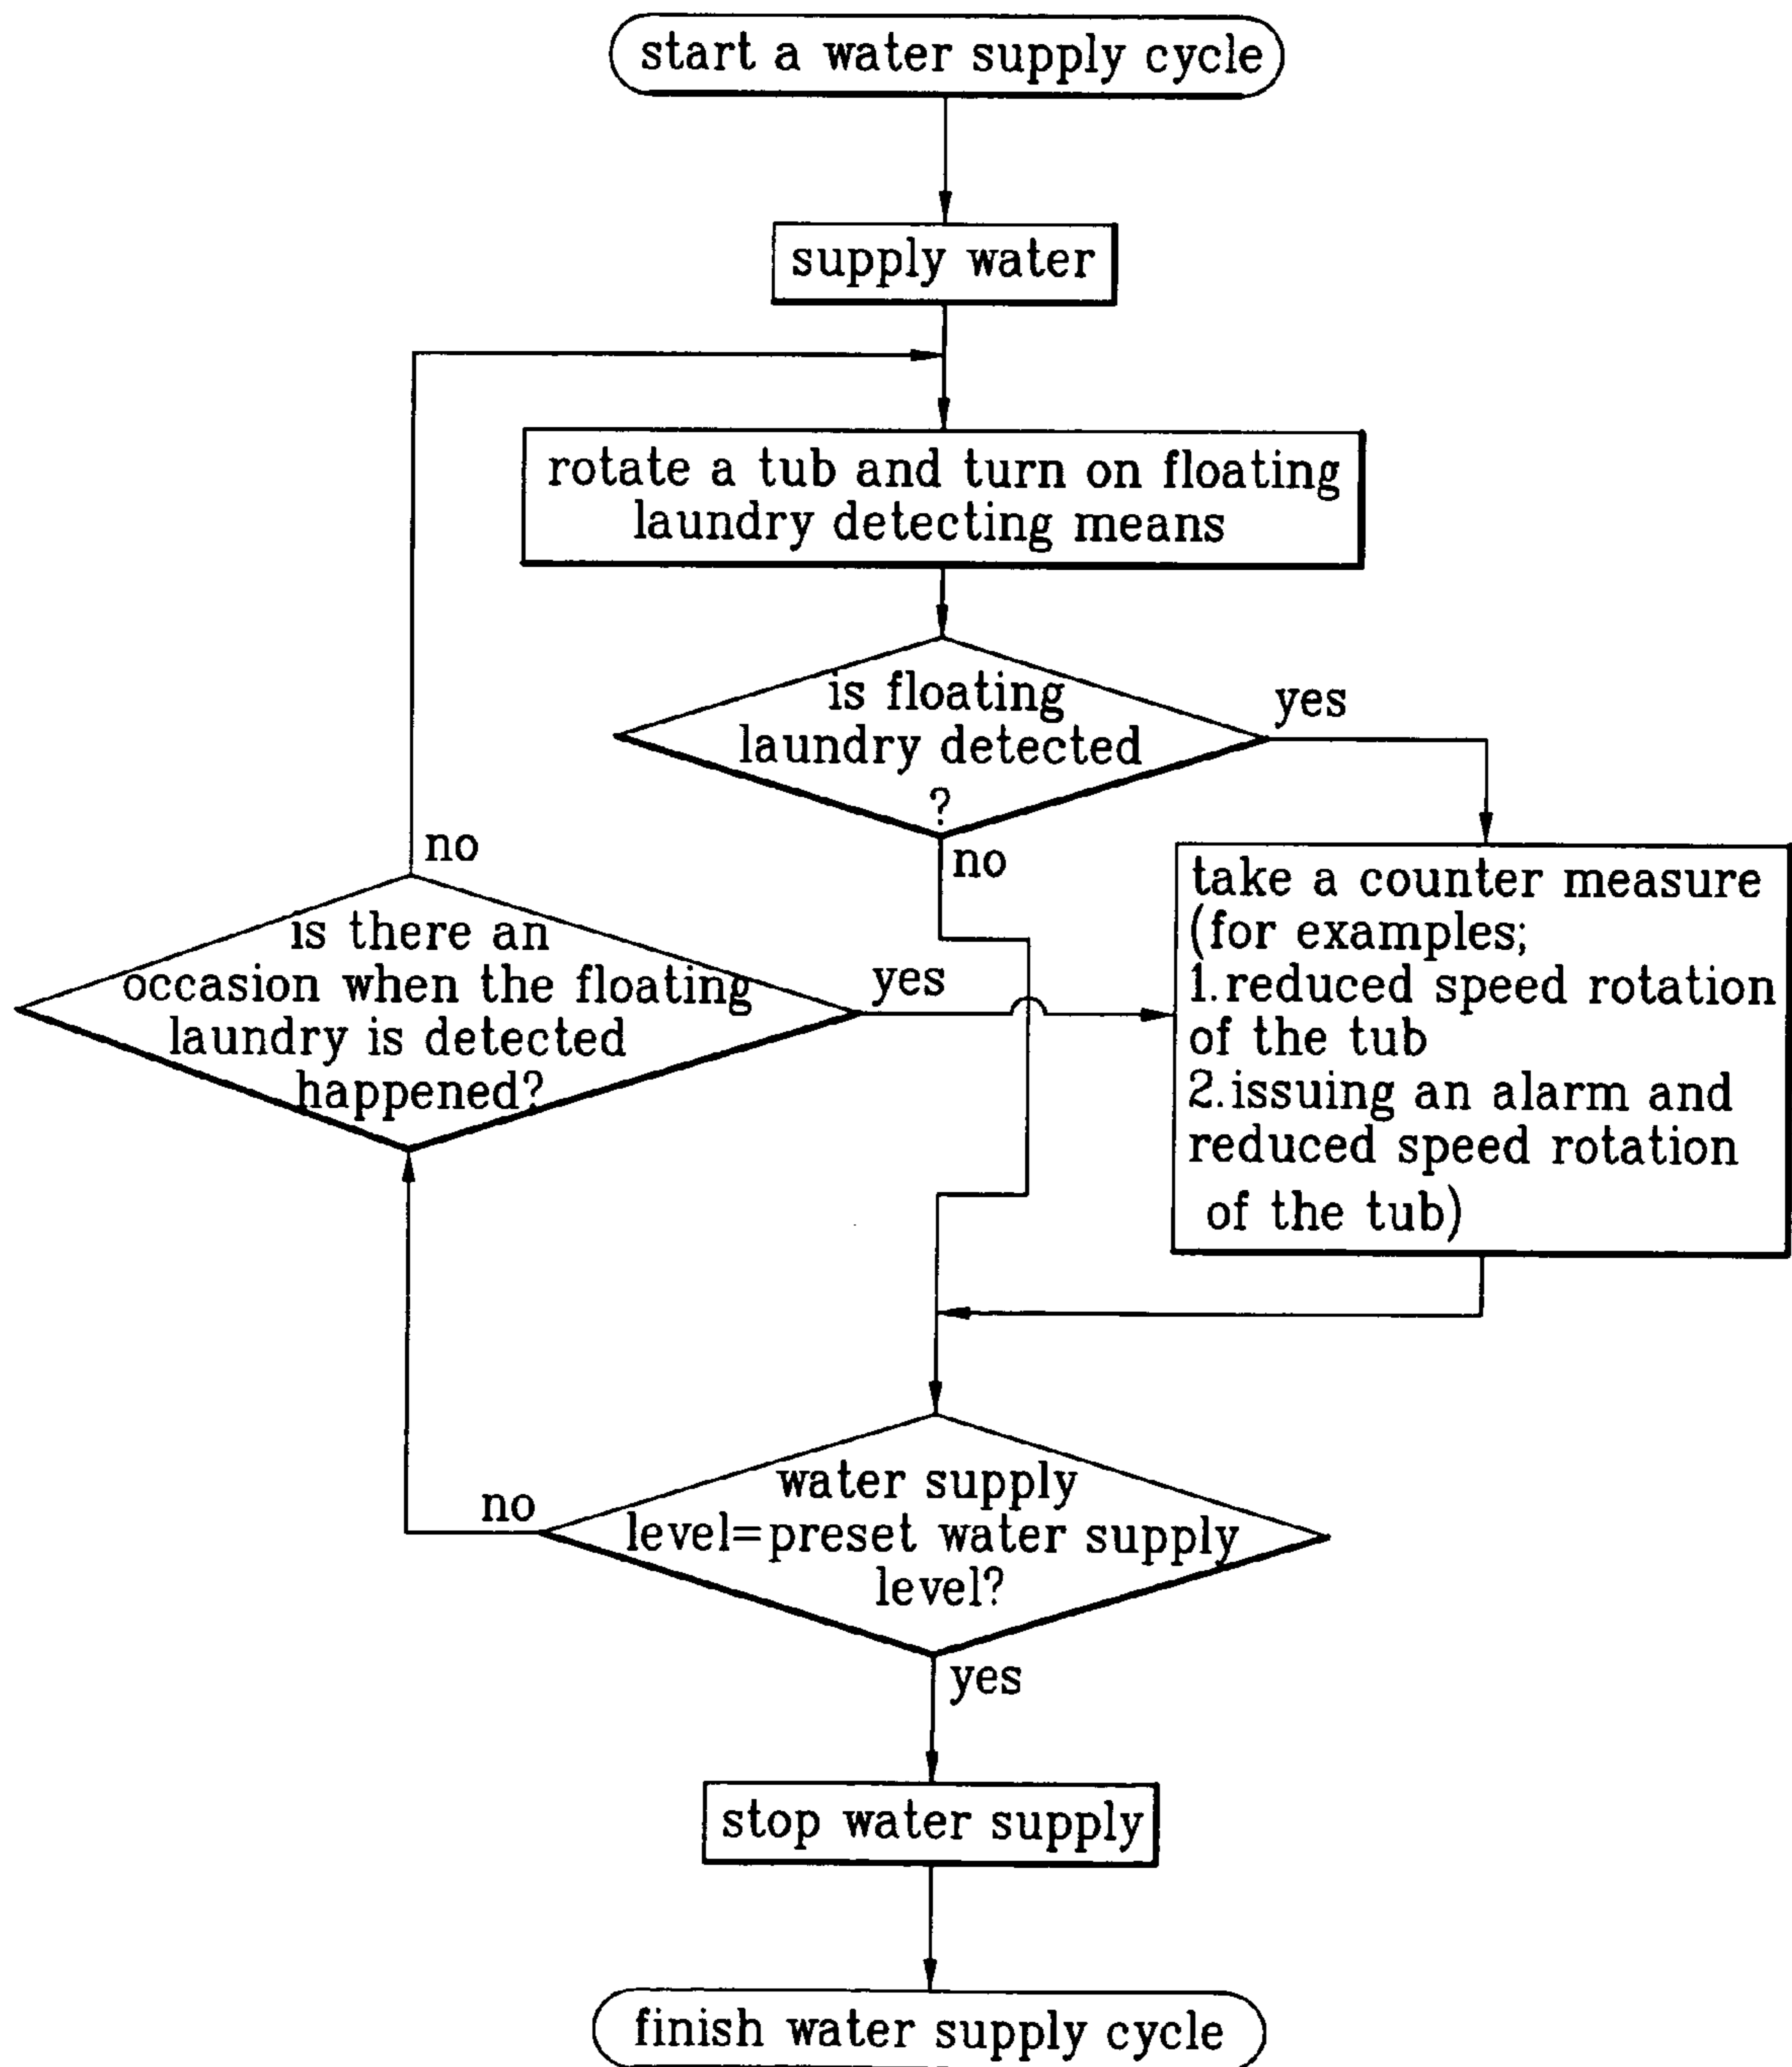 start a water supply cycle
supply water
rotate a tub and turn on floating
laundry detecting means
is floating
laundry detected
?
yes
no
no
is there an
occasion when the floating
laundry is detected
happened?
yes
take a counter measure
(for examples;
1.reduced speed rotation
of the tub
2.issuing an alarm and
reduced speed rotation
of the tub)
water supply
level=preset water supply
level?
no
yes
stop water supply
finish water supply cycle